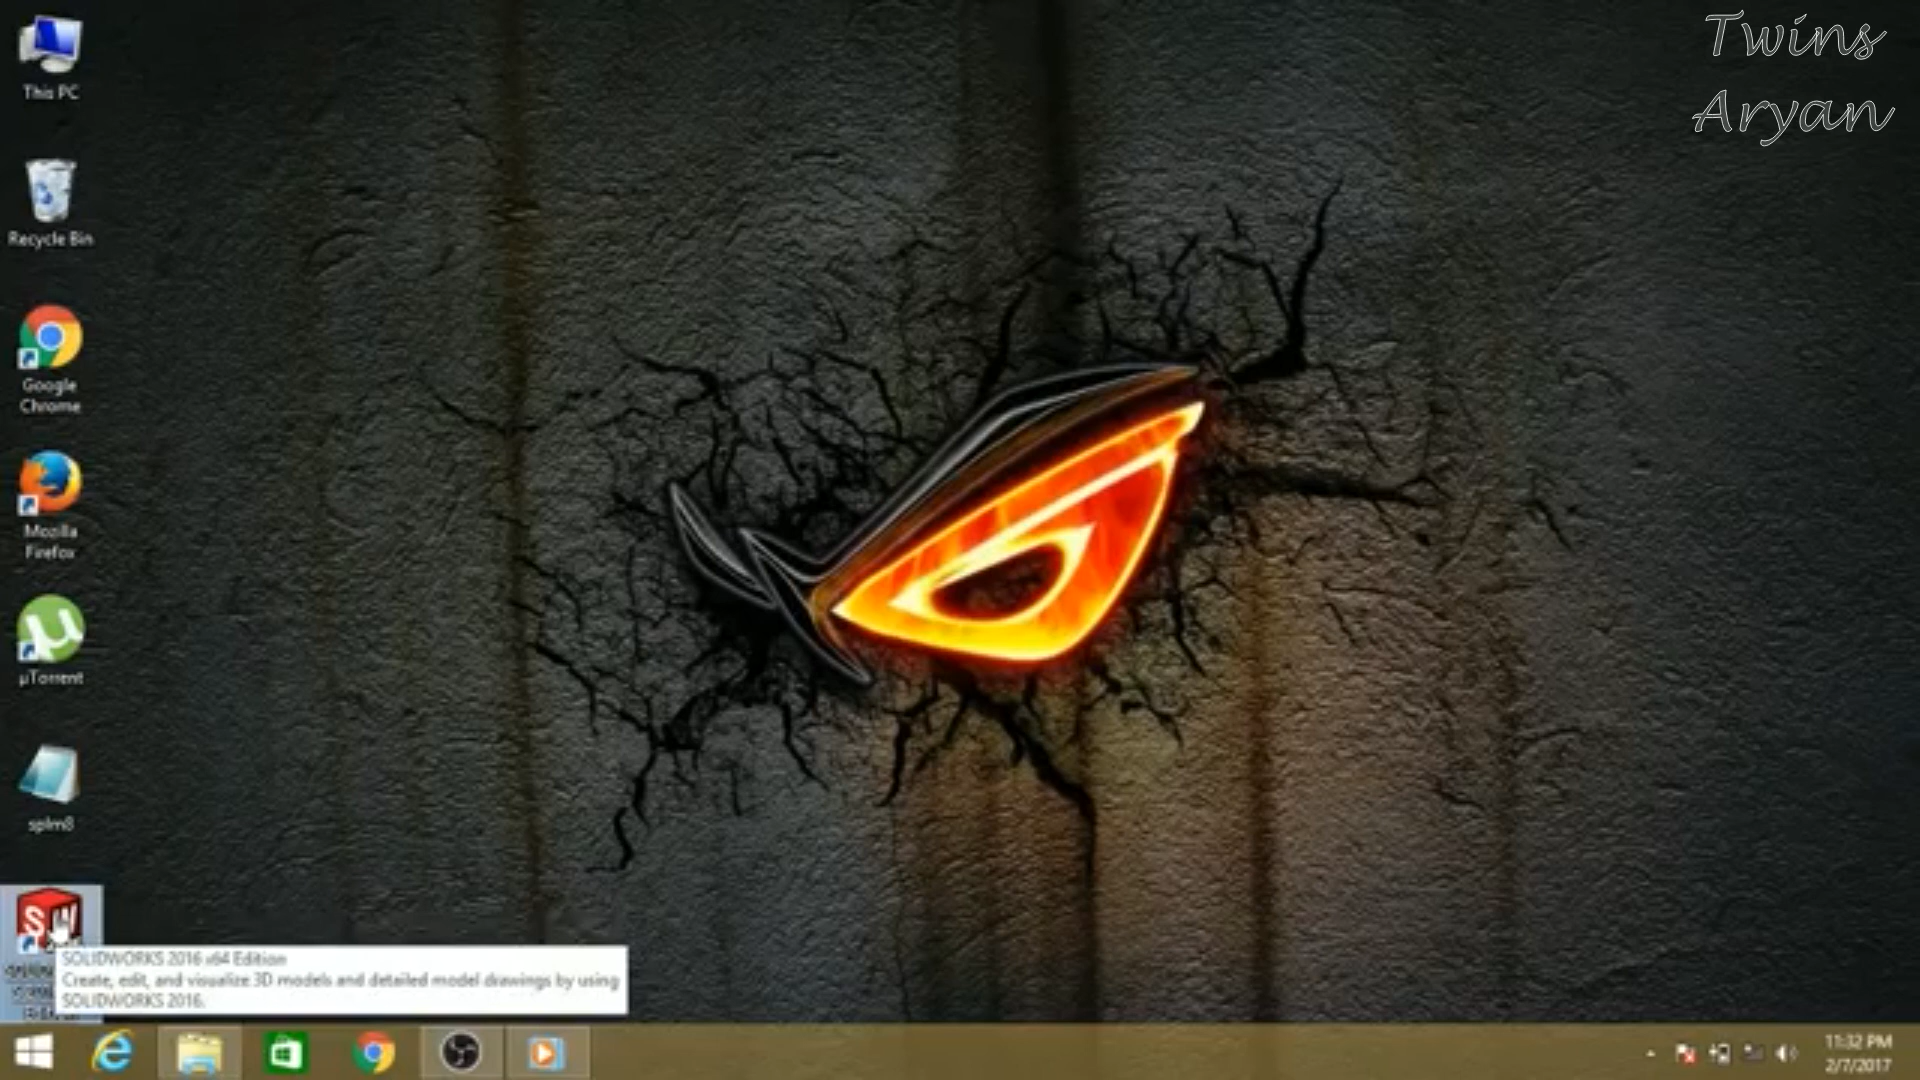 Twins
Aryan
This PC
Recycle Bin
Google
Chrome
Mozilla
Firefox
µTorrent
splm8
SOLIDWORKS 2016 x64 Edition
Create, edit, and visualize 3D models and detailed model drawings by using
SOLIDWORKS 2016.
11:32 PM
2/7/2017